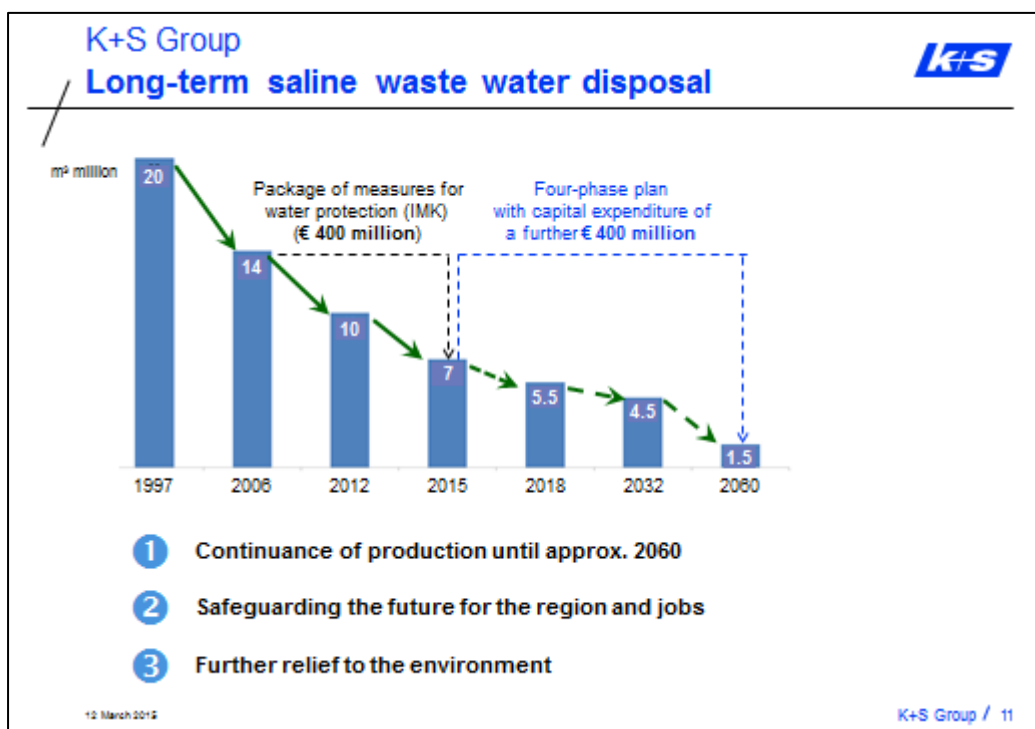 K+S Group
Long-term saline waste water disposal
k+s
m³ million
20
14
10
7
5.5
4.5
1.5
Package of measures for
water protection (IMK)
(€ 400 million)
Four-phase plan
with capital expenditure of
a further € 400 million
1997 2006 2012 2015 2018 2032 2060
1 Continuance of production until approx. 2060
2 Safeguarding the future for the region and jobs
3 Further relief to the environment
12 March 2015
K+S Group / 11